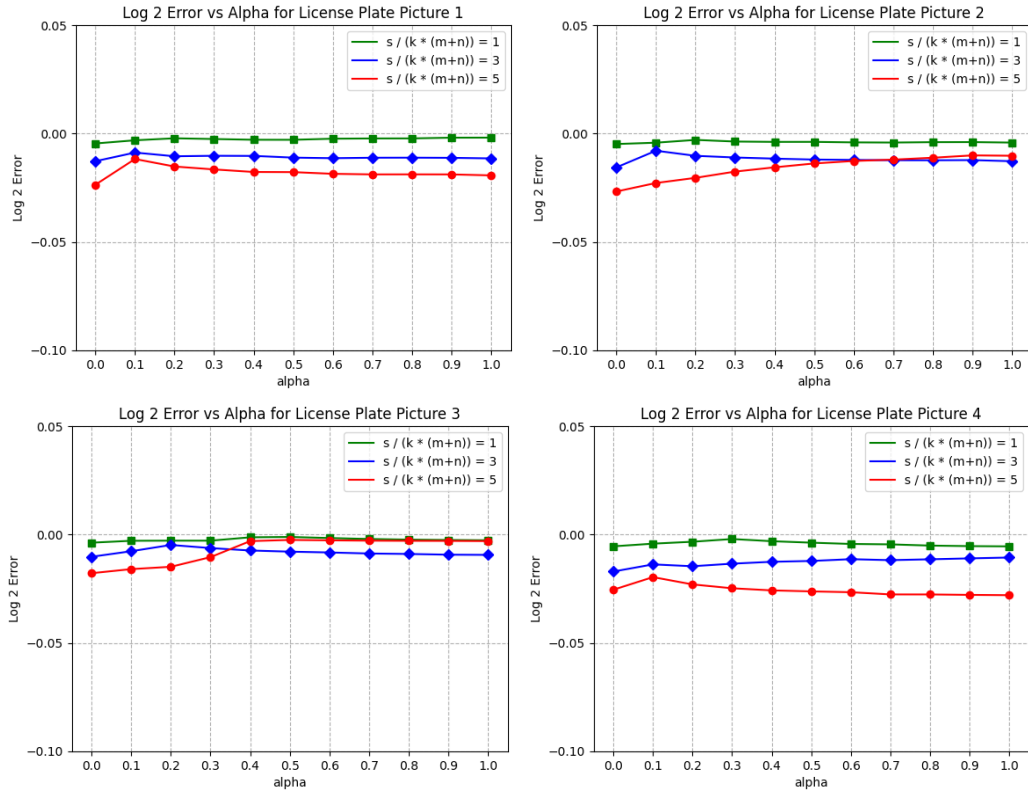 Log 2 Error vs Alpha for License Plate Picture 1
0.05
s / (k * (m+n)) = 1
s / (k * (m+n)) = 3
s / (k * (m+n)) = 5
0.00
Log 2 Error
−0.05
−0.10
0.0 0.1 0.2 0.3 0.4 0.5 0.6 0.7 0.8 0.9 1.0
alpha
Log 2 Error vs Alpha for License Plate Picture 2
0.05
s / (k * (m+n)) = 1
s / (k * (m+n)) = 3
s / (k * (m+n)) = 5
0.00
Log 2 Error
−0.05
−0.10
0.0 0.1 0.2 0.3 0.4 0.5 0.6 0.7 0.8 0.9 1.0
alpha
Log 2 Error vs Alpha for License Plate Picture 3
0.05
s / (k * (m+n)) = 1
s / (k * (m+n)) = 3
s / (k * (m+n)) = 5
0.00
Log 2 Error
−0.05
−0.10
0.0 0.1 0.2 0.3 0.4 0.5 0.6 0.7 0.8 0.9 1.0
alpha
Log 2 Error vs Alpha for License Plate Picture 4
0.05
s / (k * (m+n)) = 1
s / (k * (m+n)) = 3
s / (k * (m+n)) = 5
0.00
Log 2 Error
−0.05
−0.10
0.0 0.1 0.2 0.3 0.4 0.5 0.6 0.7 0.8 0.9 1.0
alpha